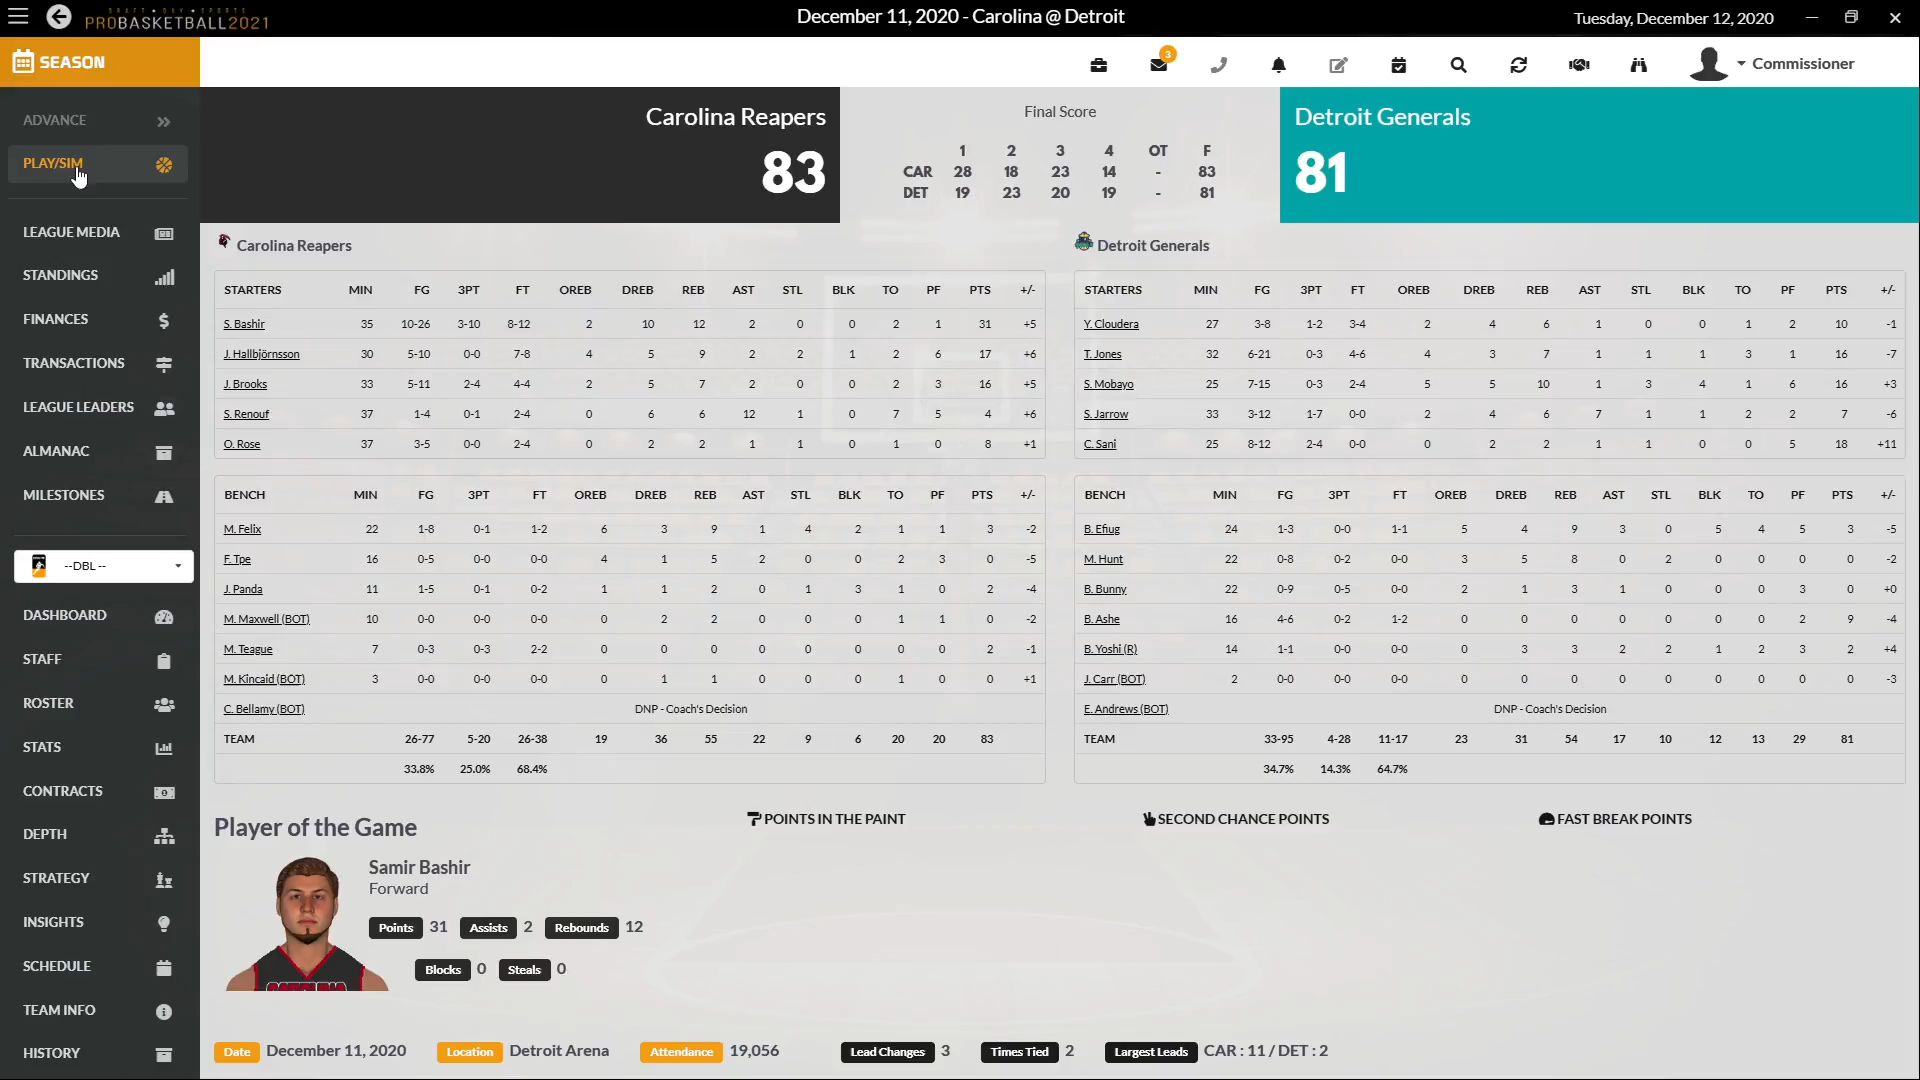 DRAFT • DAY • SPORTS
PROBASKETBALL2021
December 11, 2020 - Carolina @ Detroit
Tuesday, December 12, 2020
SEASON
3
Commissioner
ADVANCE
PLAY/SIM
LEAGUE MEDIA
STANDINGS
FINANCES
TRANSACTIONS
LEAGUE LEADERS
ALMANAC
MILESTONES
--DBL --
DASHBOARD
STAFF
ROSTER
STATS
CONTRACTS
DEPTH
STRATEGY
INSIGHTS
SCHEDULE
TEAM INFO
HISTORY
Carolina Reapers
83
Final Score
1 2 3 4 OT F
CAR 28 18 23 14 - 83
DET 19 23 20 19 - 81
Detroit Generals
81
Carolina Reapers
STARTERS MIN FG 3PT FT OREB DREB REB AST STL BLK TO PF PTS +/-
S. Bashir 35 10-26 3-10 8-12 2 10 12 2 0 0 2 1 31 +5
J. Hallbjörnsson 30 5-10 0-0 7-8 4 5 9 2 2 1 2 6 17 +6
J. Brooks 33 5-11 2-4 4-4 2 5 7 2 0 0 2 3 16 +5
S. Renouf 37 1-4 0-1 2-4 0 6 6 12 1 0 7 5 4 +6
O. Rose 37 3-5 0-0 2-4 0 2 2 1 1 0 1 0 8 +1
BENCH MIN FG 3PT FT OREB DREB REB AST STL BLK TO PF PTS +/-
M. Felix 22 1-8 0-1 1-2 6 3 9 1 4 2 1 1 3 -2
F. Tpe 16 0-5 0-0 0-0 4 1 5 2 0 0 2 3 0 -5
J. Panda 11 1-5 0-1 0-2 1 1 2 0 1 3 1 0 2 -4
M. Maxwell (BOT) 10 0-0 0-0 0-0 0 2 2 0 0 0 1 1 0 -2
M. Teague 7 0-3 0-3 2-2 0 0 0 0 0 0 0 0 2 -1
M. Kincaid (BOT) 3 0-0 0-0 0-0 0 1 1 0 0 0 1 0 0 +1
C. Bellamy (BOT) DNP - Coach's Decision
TEAM 26-77 5-20 26-38 19 36 55 22 9 6 20 20 83
33.8% 25.0% 68.4%
Detroit Generals
STARTERS MIN FG 3PT FT OREB DREB REB AST STL BLK TO PF PTS +/-
Y. Cloudera 27 3-8 1-2 3-4 2 4 6 1 0 0 1 2 10 -1
T. Jones 32 6-21 0-3 4-6 4 3 7 1 1 1 3 1 16 -7
S. Mobayo 25 7-15 0-3 2-4 5 5 10 1 3 4 1 6 16 +3
S. Jarrow 33 3-12 1-7 0-0 2 4 6 7 1 1 2 2 7 -6
C. Sani 25 8-12 2-4 0-0 0 2 2 1 1 0 0 5 18 +11
BENCH MIN FG 3PT FT OREB DREB REB AST STL BLK TO PF PTS +/-
B. Efiug 24 1-3 0-0 1-1 5 4 9 3 0 5 4 5 3 -5
M. Hunt 22 0-8 0-2 0-0 3 5 8 0 2 0 0 0 0 -2
B. Bunny 22 0-9 0-5 0-0 2 1 3 1 0 0 0 3 0 +0
B. Ashe 16 4-6 0-2 1-2 0 0 0 0 0 0 0 2 9 -4
B. Yoshi (R) 14 1-1 0-0 0-0 0 3 3 2 2 1 2 3 2 +4
J. Carr (BOT) 2 0-0 0-0 0-0 0 0 0 0 0 0 0 0 0 -3
E. Andrews (BOT) DNP - Coach's Decision
TEAM 33-95 4-28 11-17 23 31 54 17 10 12 13 29 81
34.7% 14.3% 64.7%
Player of the Game
POINTS IN THE PAINT
SECOND CHANCE POINTS
FAST BREAK POINTS
Samir Bashir
Forward
Points 31 Assists 2 Rebounds 12
Blocks 0 Steals 0
CAROLINA
Date December 11, 2020 Location Detroit Arena Attendance 19,056 Lead Changes 3 Times Tied 2 Largest Leads CAR : 11 / DET : 2